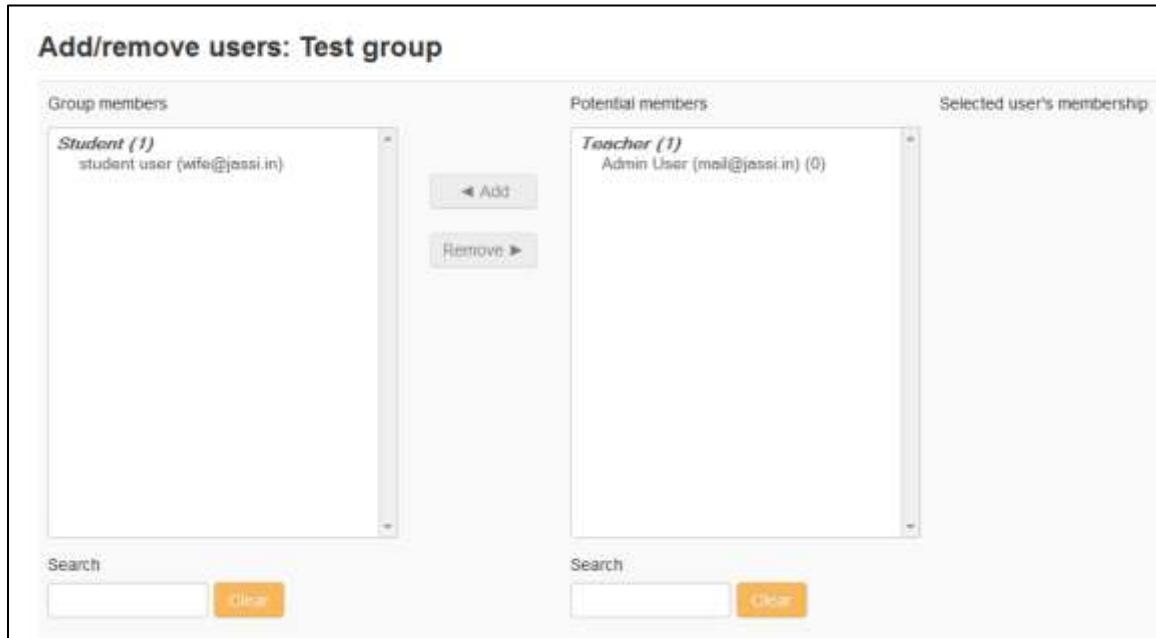 Add/remove users: Test group
Group members
Student (1)
student user (wife@jassi.in)
◄ Add
Remove ►
Potential members
Teacher (1)
Admin User (mail@jassi.in) (0)
Selected user's membership
Search
Clear
Search
Clear